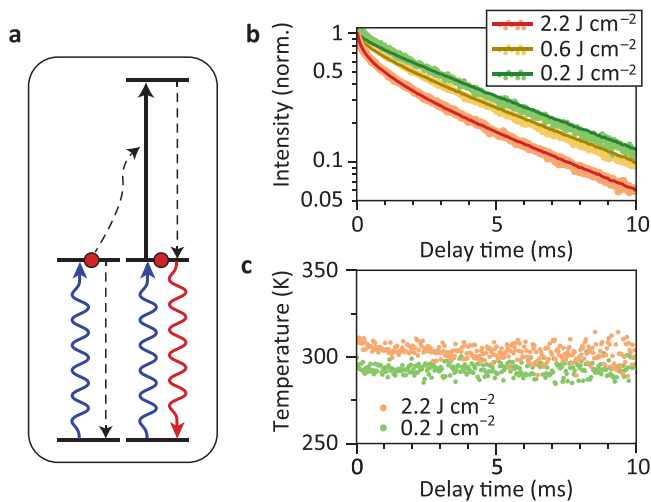 a
b
Intensity (norm.)
1
0.5
0.1
0.05
2.2 J cm⁻²
0.6 J cm⁻²
0.2 J cm⁻²
0
5
10
Delay time (ms)
c
Temperature (K)
350
300
250
2.2 J cm⁻²
0.2 J cm⁻²
0
5
10
Delay time (ms)